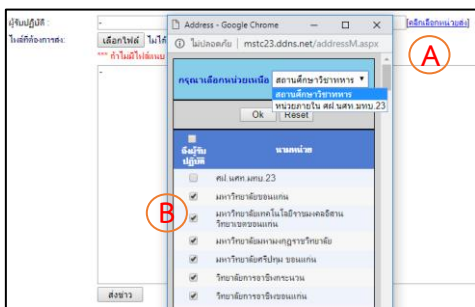 ผู้รับปฏิบัติ : - [คลิกเลือกหน่วยส่ง]
ไฟล์ที่ต้องการส่ง: เลือกไฟล์ ไม่ได้
*** ถ้าไม่มีไฟล์แนบ
-
A
Address - Google Chrome
ไม่ปลอดภัย | mstc23.ddns.net/addressM.aspx
กรุณาเลือกหน่วยเหนือ สถานศึกษาวิชาทหาร
สถานศึกษาวิชาทหาร
หน่วยภายใน ศฝ.นศท.มทบ.23
Ok Reset
ถึงผู้รับปฏิบัติ นามหน่วย
ศฝ.นศท.มทบ.23
มหาวิทยาลัยขอนแก่น
B
มหาวิทยาลัยเทคโนโลยีราชมงคลอีสาน
วิทยาเขตขอนแก่น
มหาวิทยาลัยมหามงกุฏราชวิทยาลัย
มหาวิทยาลัยศรีปทุม ขอนแก่น
วิทยาลัยการอาชีพกระนวน
วิทยาลัยการอาชีพขอนแก่น
ส่งข่าว